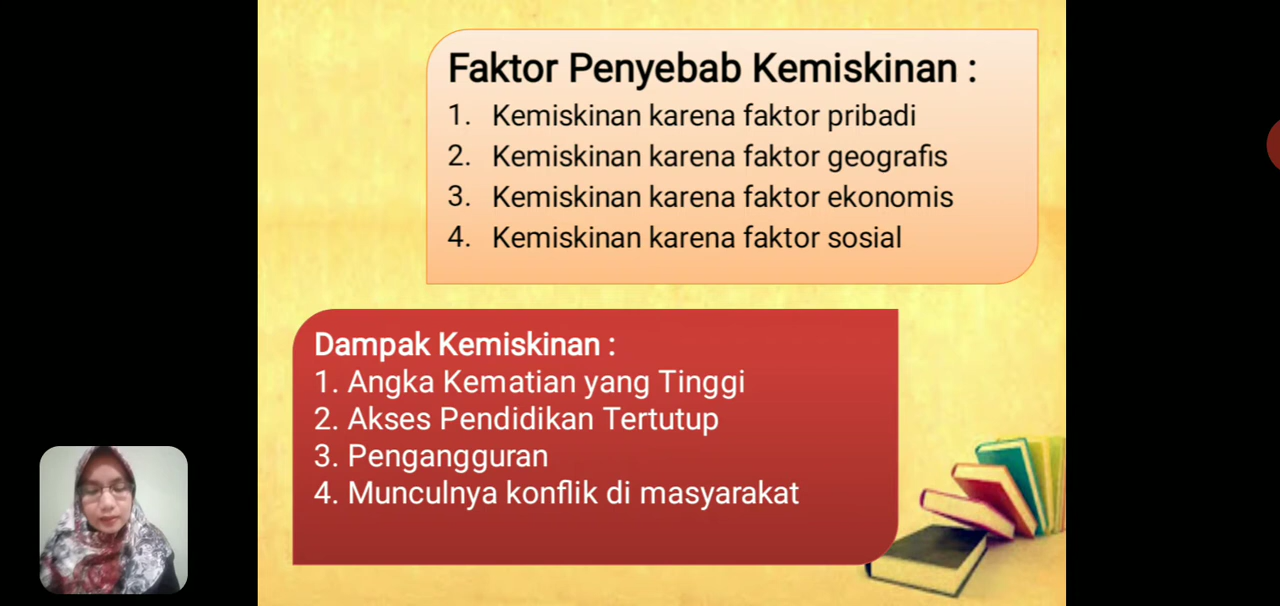 Faktor Penyebab Kemiskinan :
1. Kemiskinan karena faktor pribadi
2. Kemiskinan karena faktor geografis
3. Kemiskinan karena faktor ekonomis
4. Kemiskinan karena faktor sosial
Dampak Kemiskinan :
1. Angka Kematian yang Tinggi
2. Akses Pendidikan Tertutup
3. Pengangguran
4. Munculnya konflik di masyarakat